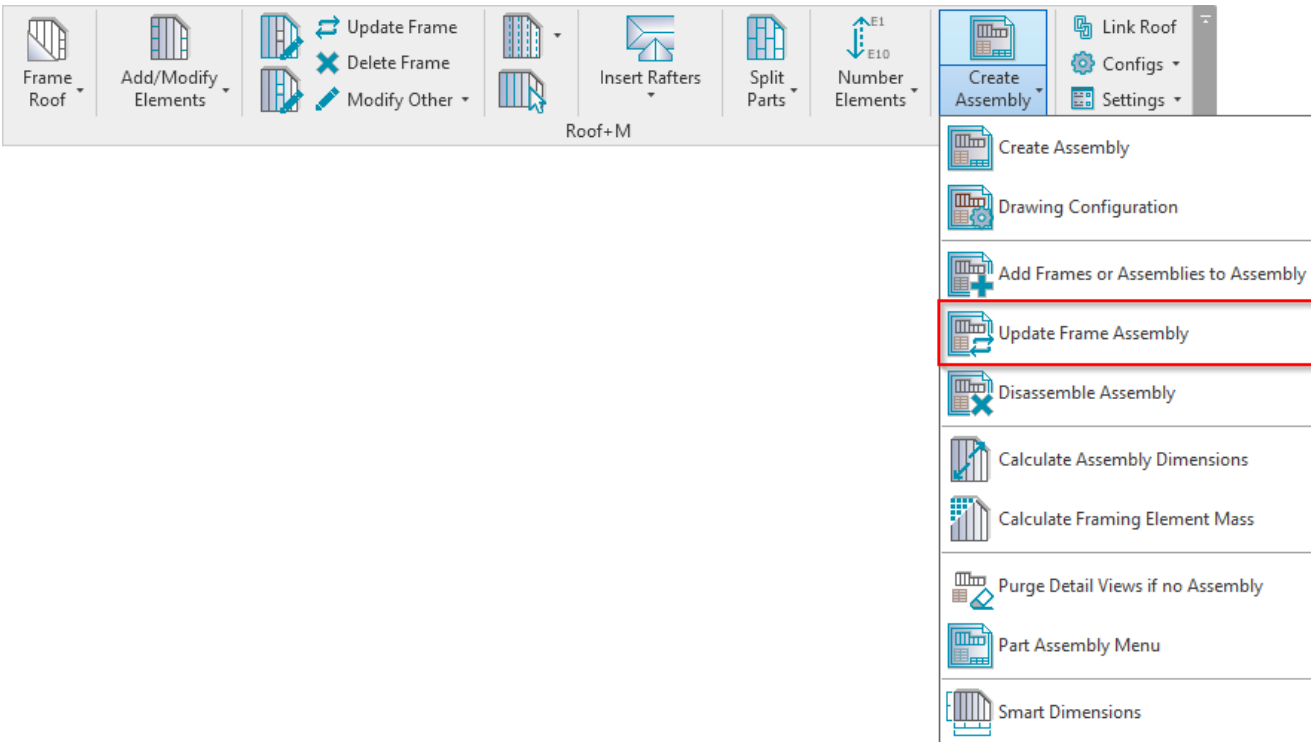 Frame
Roof
Add/Modify
Elements
Update Frame
Delete Frame
Modify Other
Insert Rafters
Split
Parts
E1
E10
Number
Elements
Create
Assembly
Link Roof
Configs
Settings
Roof+M
Create Assembly
Drawing Configuration
Add Frames or Assemblies to Assembly
Update Frame Assembly
Disassemble Assembly
Calculate Assembly Dimensions
Calculate Framing Element Mass
Purge Detail Views if no Assembly
Part Assembly Menu
Smart Dimensions